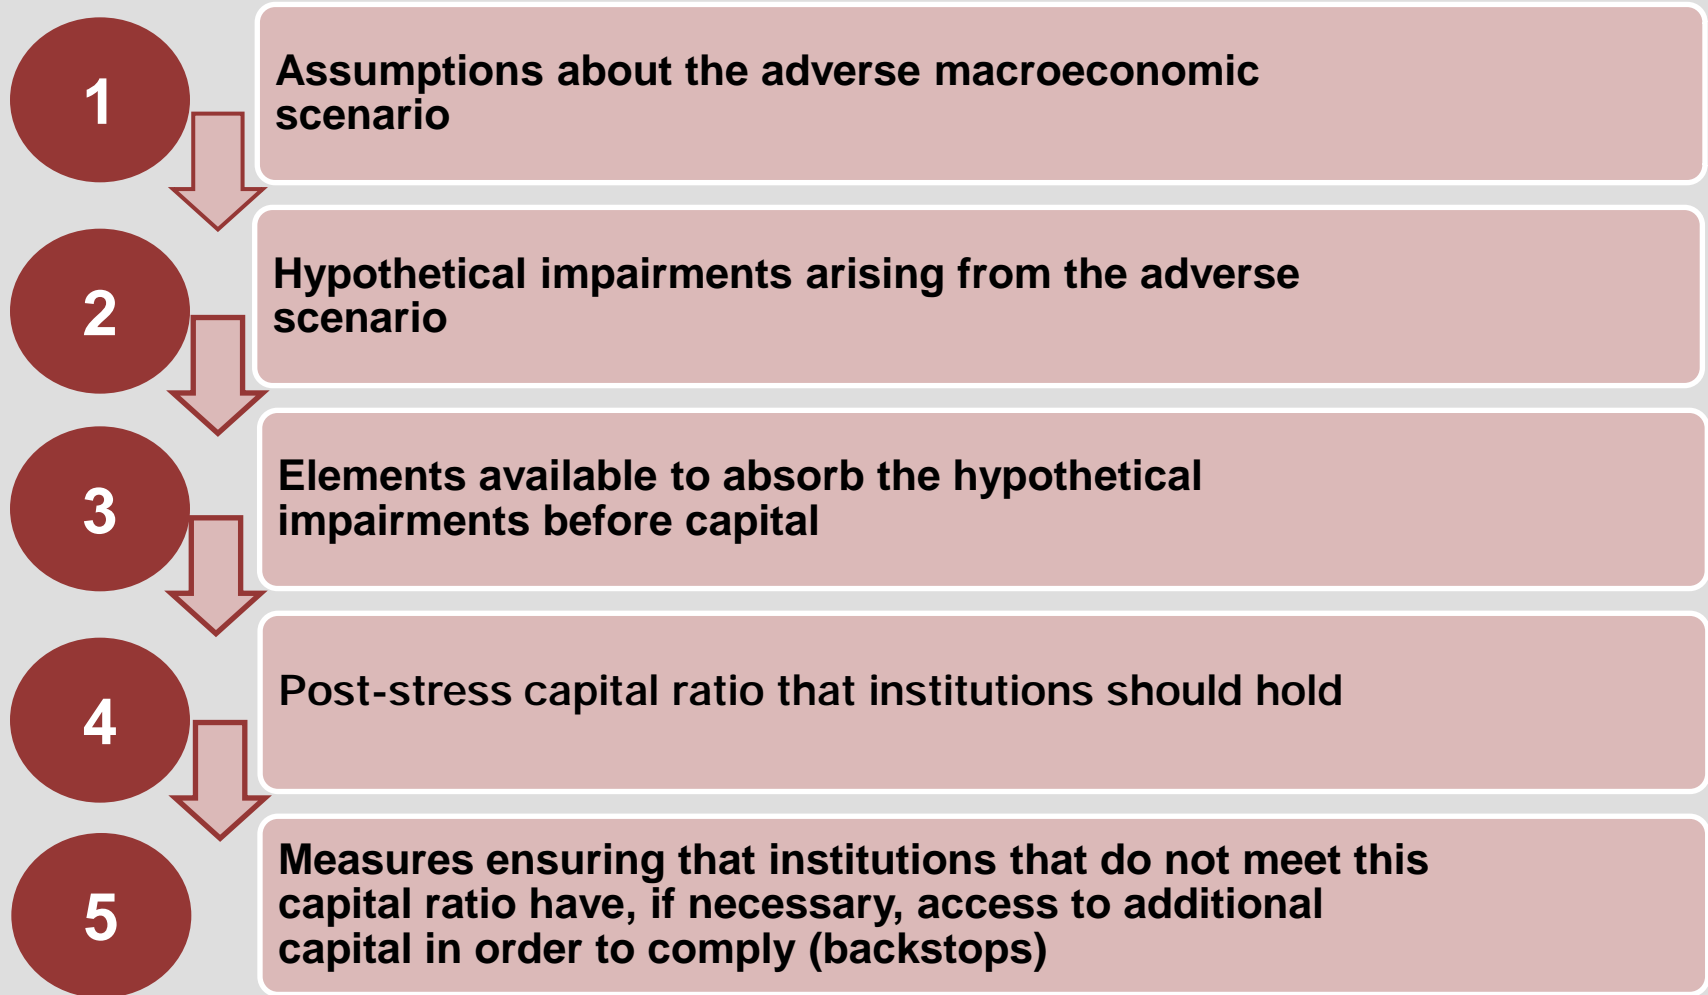 1
Assumptions about the adverse macroeconomic
scenario
2
Hypothetical impairments arising from the adverse
scenario
3
Elements available to absorb the hypothetical
impairments before capital
4
Post-stress capital ratio that institutions should hold
5
Measures ensuring that institutions that do not meet this
capital ratio have, if necessary, access to additional
capital in order to comply (backstops)